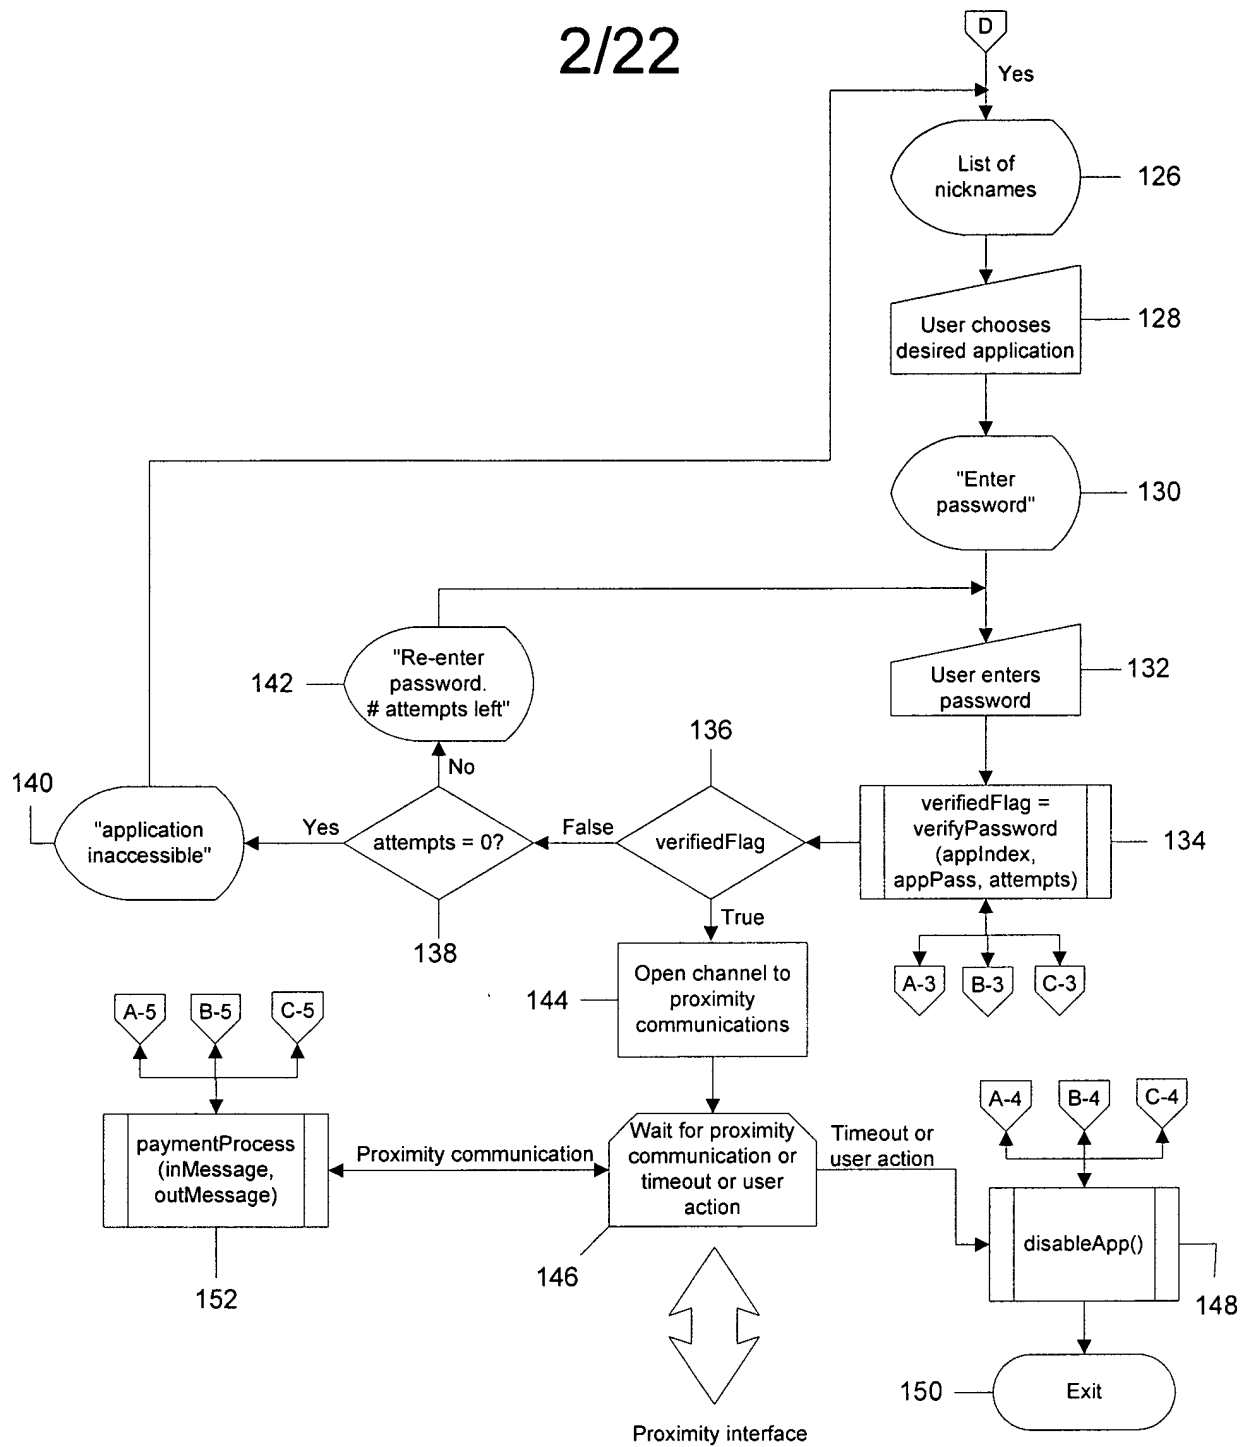 2/22
D
Yes
List of
nicknames
126
User chooses
desired application
128
"Enter
password"
130
"Re-enter
password.
# attempts left"
142
User enters
password
132
136
No
140
"application
inaccessible"
Yes
attempts = 0?
False
verifiedFlag
verifiedFlag =
verifyPassword
(appIndex,
appPass, attempts)
134
138
True
A-3
B-3
C-3
Open channel to
proximity
communications
144
A-5
B-5
C-5
A-4
B-4
C-4
paymentProcess
(inMessage,
outMessage)
Proximity communication
Wait for proximity
communication or
timeout or user
action
Timeout or
user action
disableApp()
152
146
148
150
Exit
Proximity interface